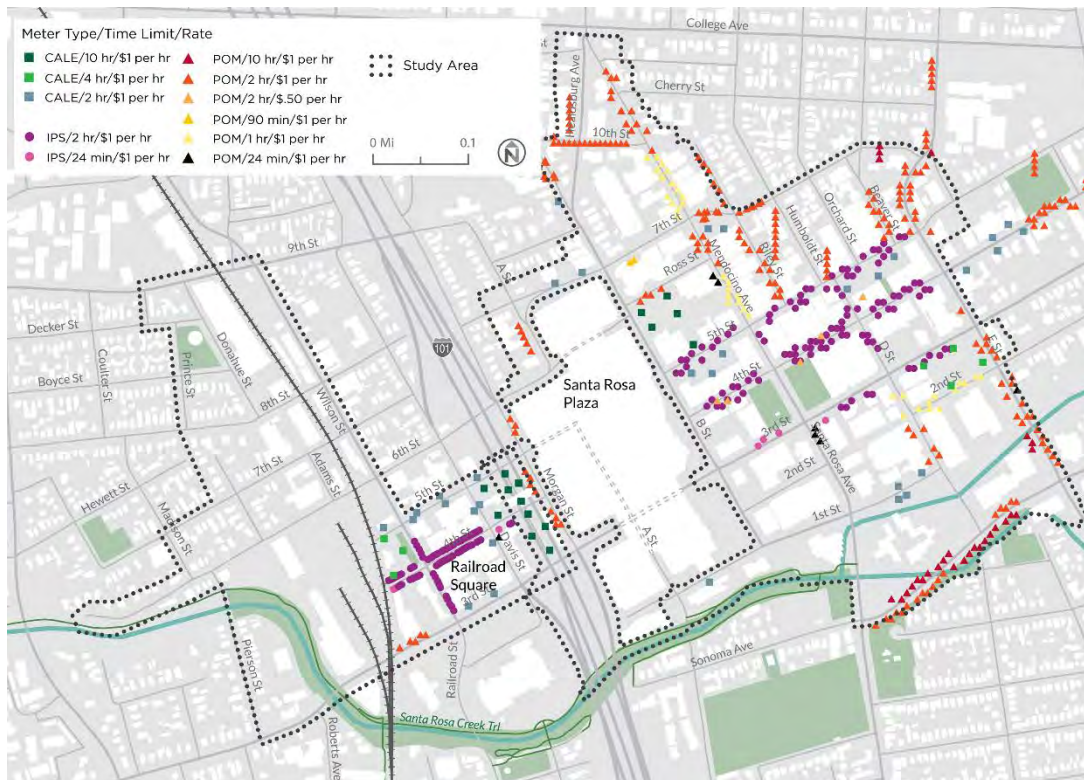 College Ave
Meter Type/Time Limit/Rate
CALE/10 hr/$1 per hr
CALE/4 hr/$1 per hr
CALE/2 hr/$1 per hr
IPS/2 hr/$1 per hr
IPS/24 min/$1 per hr
POM/10 hr/$1 per hr
POM/2 hr/$1 per hr
POM/2 hr/$.50 per hr
POM/90 min/$1 per hr
POM/1 hr/$1 per hr
POM/24 min/$1 per hr
Study Area
0 Mi
0.1
N
St
Healdsburg Ave
Cherry St
10th St
Beaver St
Orchard St
Humboldt St
Riley St
7th St
Mendocino Ave
Ross St
9th St
A St
Decker St
Prince St
Donahue St
101
5th St
D St
E St
Coulter St
Boyce St
Wilson St
Santa Rosa
Plaza
4th St
2nd St
8th St
B St
3rd St
Santa Rosa Ave
6th St
Adams St
7th St
2nd St
Hewett St
5th St
Morgan St
1st St
Madison St
4th St
Davis St
A St
Railroad
Square
3rd St
Pierson St
Railroad St
Sonoma Ave
Santa Rosa Creek Trl
Roberts Ave